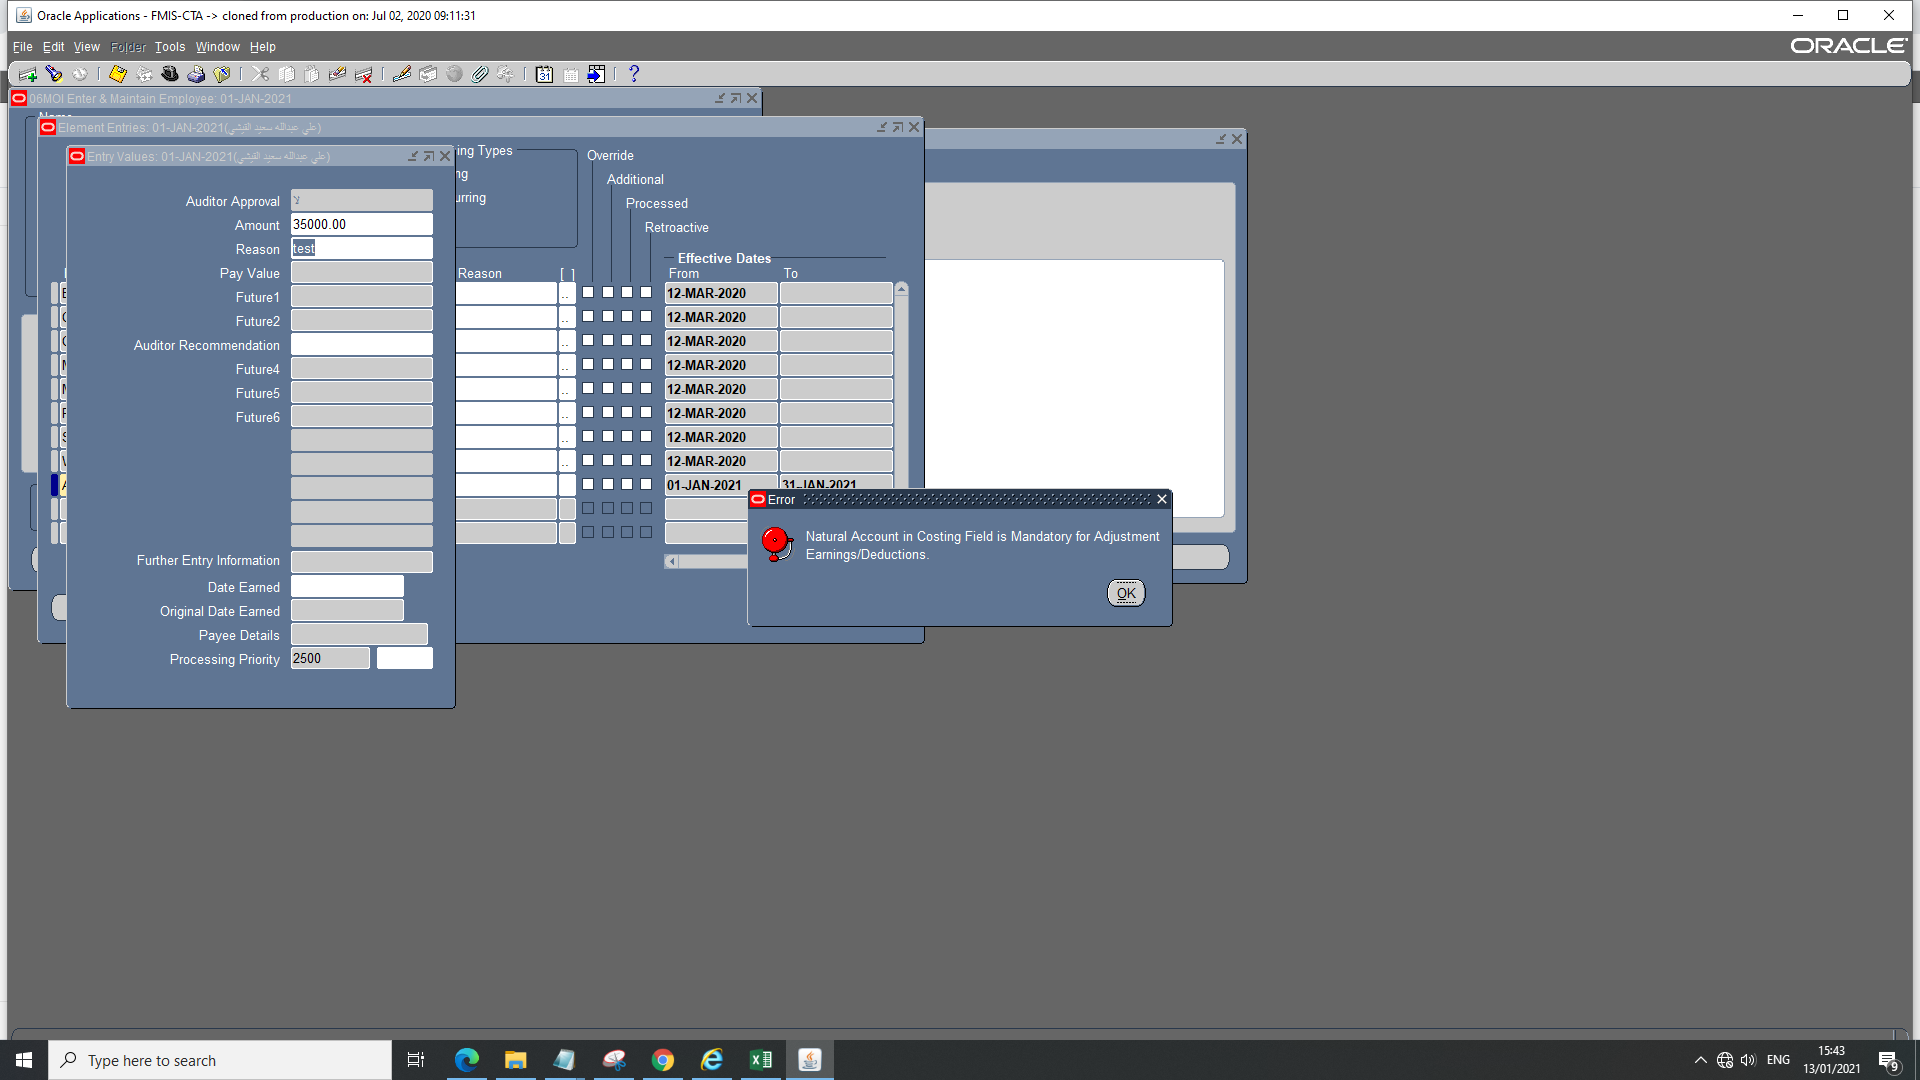 Oracle Applications - FMIS-CTA -> cloned from production on: Jul 02, 2020 09:11:31
File Edit View Folder Tools Window Help
ORACLE
06MOI Enter & Maintain Employee: 01-JAN-2021
Element Entries: 01-JAN-2021(علي عبدالله سعيد القيشي)
Entry Values: 01-JAN-2021(علي عبدالله سعيد القيشي)
Auditor Approval لا
Amount 35000.00
Reason test
Pay Value
Future1
Future2
Auditor Recommendation
Future4
Future5
Future6
Further Entry Information
Date Earned
Original Date Earned
Payee Details
Processing Priority 2500
ing Types
ng
urring
Override
Additional
Processed
Retroactive
Effective Dates
Reason [ ] From To
12-MAR-2020
12-MAR-2020
12-MAR-2020
12-MAR-2020
12-MAR-2020
12-MAR-2020
12-MAR-2020
12-MAR-2020
01-JAN-2021 31-JAN-2021
Error
Natural Account in Costing Field is Mandatory for Adjustment
Earnings/Deductions.
OK
Type here to search
ENG
15:43
13/01/2021
9